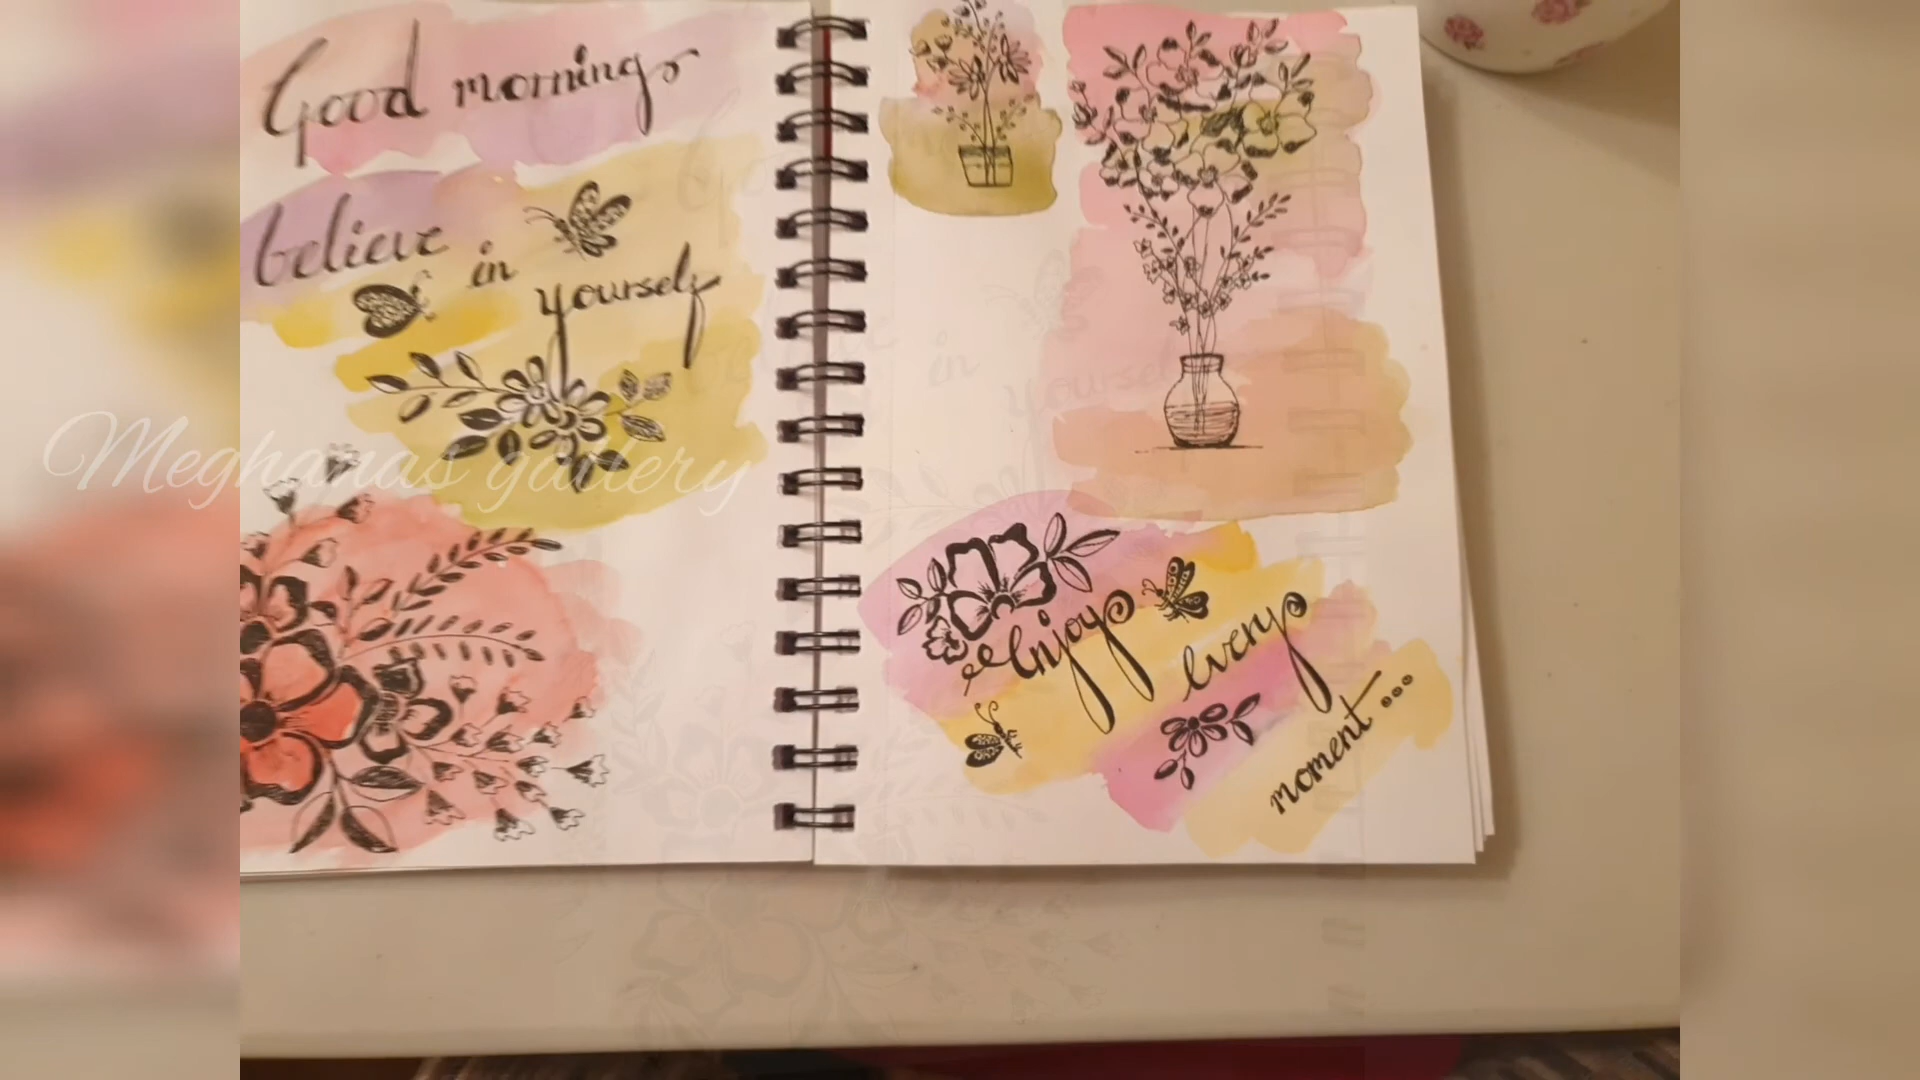 Good morning
believe in
yourself
Meghanas gallery
Enjoy
every
moment...